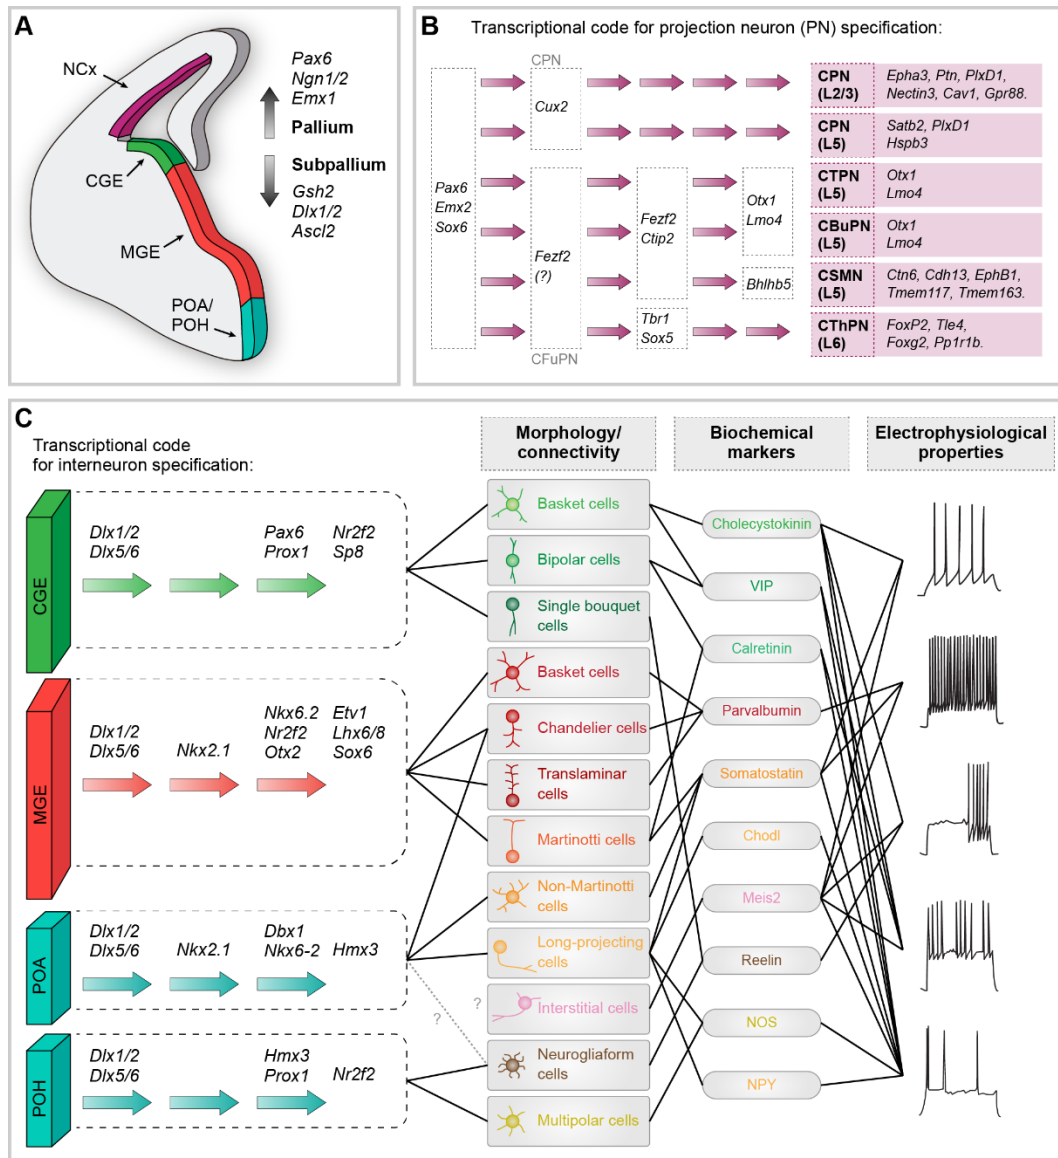 A
NCx
Pax6
Ngn1/2
Emx1
Pallium
Subpallium
Gsh2
Dlx1/2
Ascl2
CGE
MGE
POA/
POH
B
Transcriptional code for projection neuron (PN) specification:
CPN
Cux2
Pax6
Emx2
Sox6
Fezf2
(?)
CFuPN
Fezf2
Ctip2
Tbr1
Sox5
Otx1
Lmo4
Bhlhb5
CPN
(L2/3)
Epha3, Ptn, PlxD1,
Nectin3, Cav1, Gpr88.
CPN
(L5)
Satb2, PlxD1
Hspb3
CTPN
(L5)
Otx1
Lmo4
CBuPN
(L5)
Otx1
Lmo4
CSMN
(L5)
Ctn6, Cdh13, EphB1,
Tmem117, Tmem163.
CThPN
(L6)
FoxP2, Tle4,
Foxg2, Pp1r1b.
C
Transcriptional code
for interneuron specification:
Morphology/
connectivity
Biochemical
markers
Electrophysiological
properties
CGE
Dlx1/2
Dlx5/6
Pax6
Prox1
Nr2f2
Sp8
MGE
Dlx1/2
Dlx5/6
Nkx2.1
Nkx6.2
Nr2f2
Otx2
Etv1
Lhx6/8
Sox6
POA
Dlx1/2
Dlx5/6
Nkx2.1
Dbx1
Nkx6-2
Hmx3
POH
Dlx1/2
Dlx5/6
Hmx3
Prox1
Nr2f2
?
?
Basket cells
Bipolar cells
Single bouquet
cells
Basket cells
Chandelier cells
Translaminar
cells
Martinotti cells
Non-Martinotti
cells
Long-projecting
cells
Interstitial cells
Neurogliaform
cells
Multipolar cells
Cholecystokinin
VIP
Calretinin
Parvalbumin
Somatostatin
Chodl
Meis2
Reelin
NOS
NPY